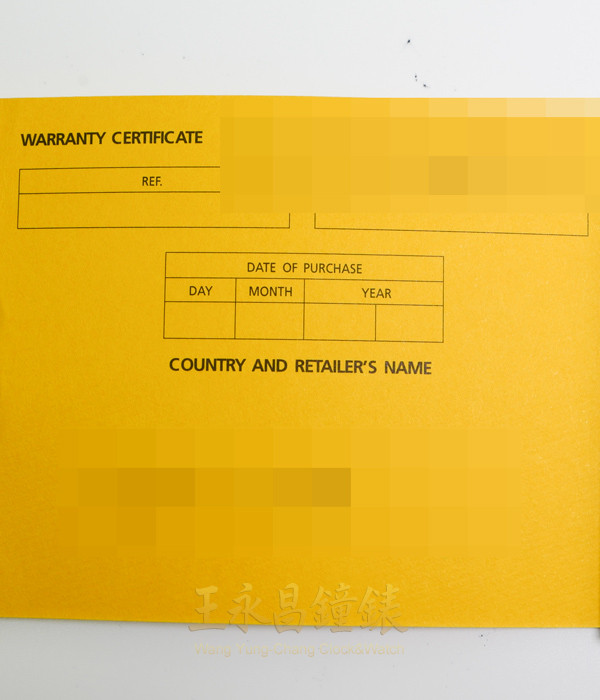 WARRANTY CERTIFICATE
REF.
DATE OF PURCHASE
DAY MONTH YEAR
COUNTRY AND RETAILER'S NAME
王永昌鐘錶